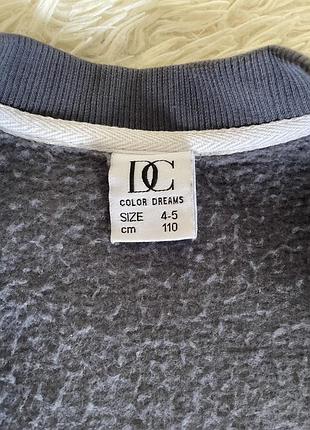 DC
COLOR DREAMS
SIZE 4-5
cm 110